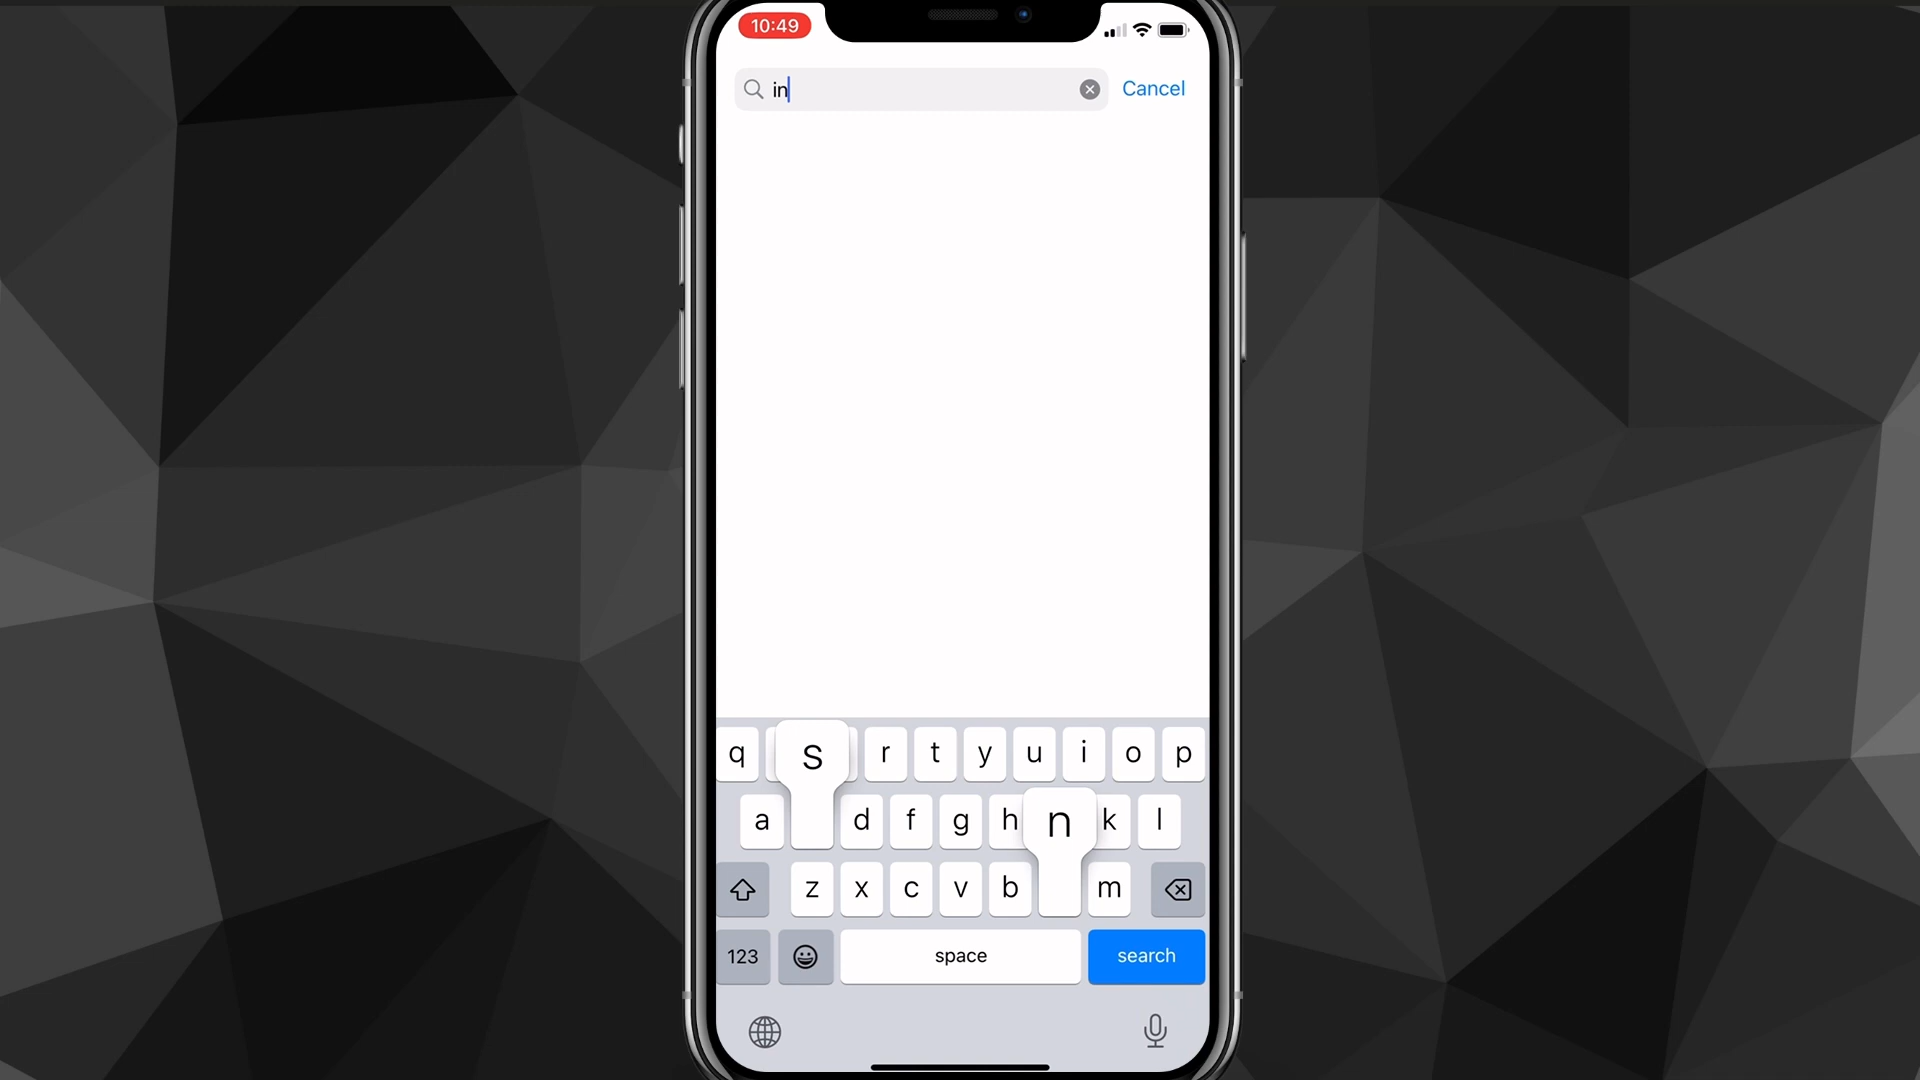 10:49
in
Cancel
q s r t y u i o p
a d f g h n k l
z x c v b m
123 space search